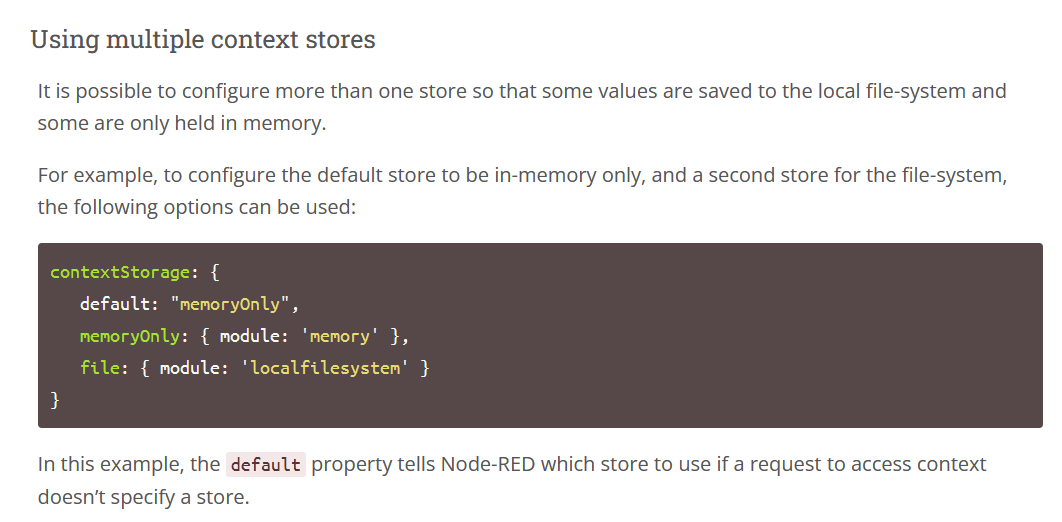 Using multiple context stores
It is possible to configure more than one store so that some values are saved to the local file-system and
some are only held in memory.
For example, to configure the default store to be in-memory only, and a second store for the file-system,
the following options can be used:
contextStorage: {
   default: "memoryOnly",
   memoryOnly: { module: 'memory' },
   file: { module: 'localfilesystem' }
}
In this example, the default property tells Node-RED which store to use if a request to access context
doesn’t specify a store.